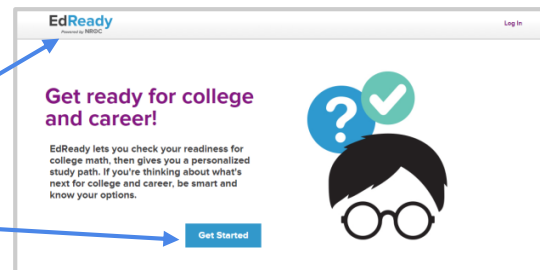 EdReady
Powered by NROC
Log In
Get ready for college
and career!
EdReady lets you check your readiness for
college math, then gives you a personalized
study path. If you're thinking about what's
next for college and career, be smart and
know your options.
Get Started
?